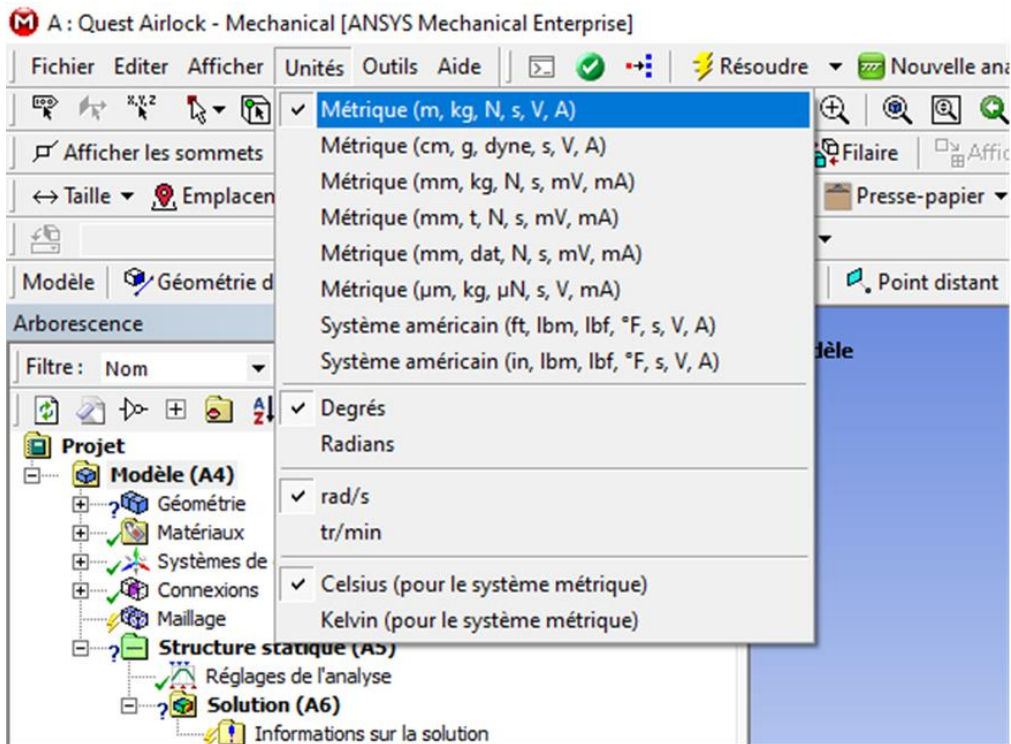 A : Quest Airlock - Mechanical [ANSYS Mechanical Enterprise]
Fichier Editer Afficher Unités Outils Aide Résoudre Nouvelle ana
Métrique (m, kg, N, s, V, A)
Afficher les sommets Métrique (cm, g, dyne, s, V, A) Filaire Affic
Métrique (mm, kg, N, s, mV, mA)
Taille Emplacen Presse-papier
Métrique (mm, t, N, s, mV, mA)
Métrique (mm, dat, N, s, mV, mA)
Modèle Géométrie d Métrique (µm, kg, µN, s, V, mA) Point distant
Arborescence Système américain (ft, lbm, lbf, °F, s, V, A)
dèle
Filtre : Nom Système américain (in, lbm, lbf, °F, s, V, A)
Degrés
Radians
Projet
Modèle (A4)
Géométrie rad/s
Matériaux tr/min
Systèmes de
Connexions Celsius (pour le système métrique)
Maillage Kelvin (pour le système métrique)
Structure statique (A5)
Réglages de l'analyse
Solution (A6)
Informations sur la solution